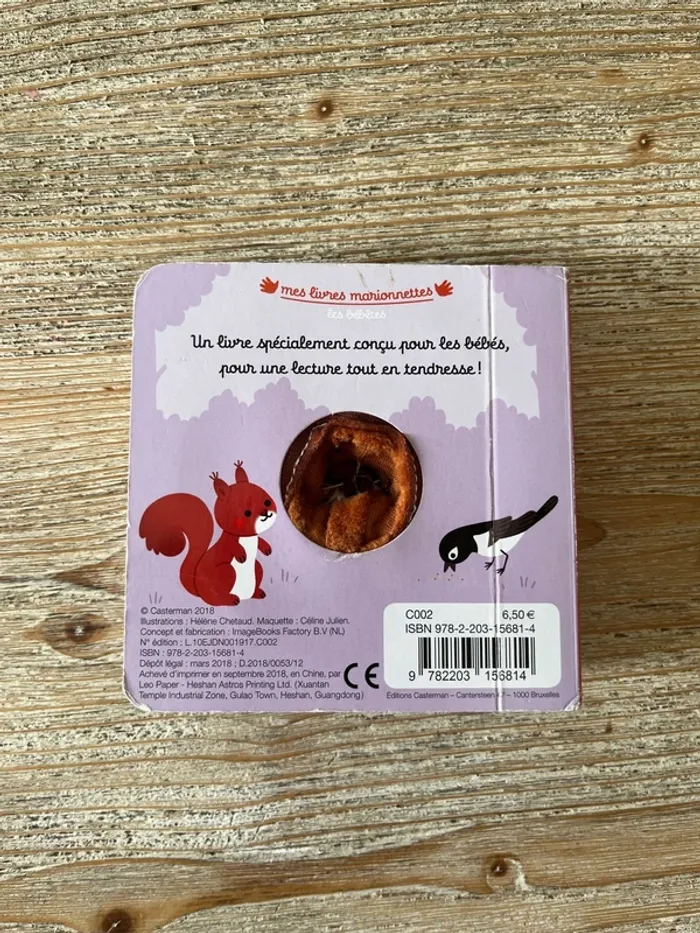 mes livres marionnettes
les bébêtes
Un livre spécialement conçu pour les bébés,
pour une lecture tout en tendresse !
© Casterman 2018
Illustrations : Hélène Chetaud. Maquette : Céline Julien.
Concept et fabrication : ImageBooks Factory B.V (NL)
N° édition : L.10EJDN001917.C002
ISBN : 978-2-203-15681-4
Dépôt légal : mars 2018 ; D.2018/0053/12
Achevé d'imprimer en septembre 2018, en Chine, par
Leo Paper - Heshan Astros Printing Ltd. (Xuantan
Temple Industrial Zone, Gulao Town, Heshan, Guangdong)
CE
C002 6,50 €
ISBN 978-2-203-15681-4
9 782203 156814
Editions Casterman – Cantersteen 47 – 1000 Bruxelles